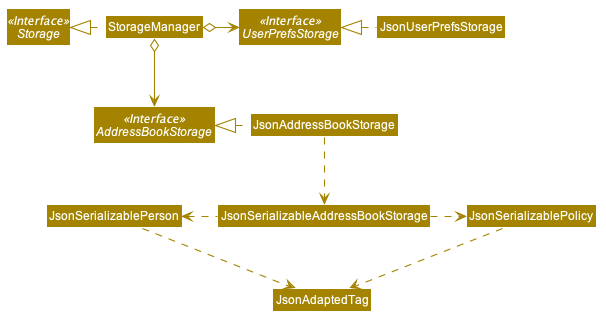 «Interface»
Storage
StorageManager
«Interface»
UserPrefsStorage
JsonUserPrefsStorage
«Interface»
AddressBookStorage
JsonAddressBookStorage
JsonSerializablePerson
JsonSerializableAddressBookStorage
JsonSerializablePolicy
JsonAdaptedTag